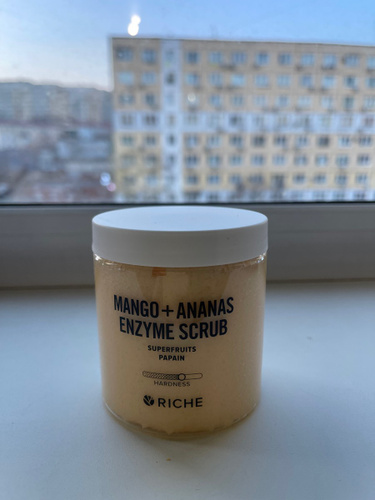 MANGO+ANANAS
ENZYME SCRUB
SUPERFRUITS
PAPAIN
HARDNESS
RICHE